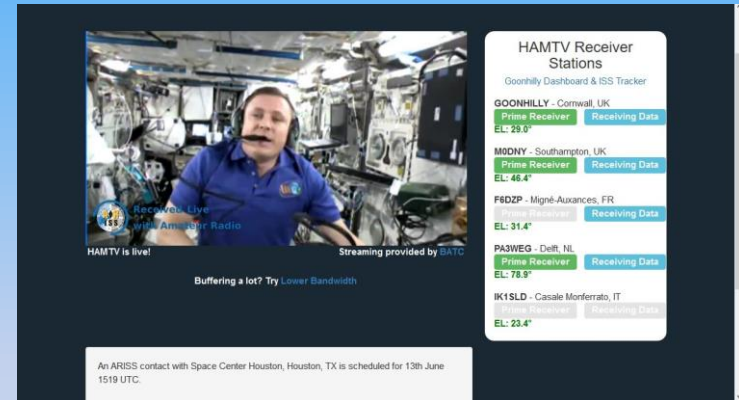 Received Live
with Amateur Radio
ISS
HAMTV is live!
Streaming provided by BATC
Buffering a lot? Try Lower Bandwidth
An ARISS contact with Space Center Houston, Houston, TX is scheduled for 13th June
1519 UTC.
HAMTV Receiver
Stations
Goonhilly Dashboard & ISS Tracker
GOONHILLY - Cornwall, UK
Prime Receiver Receiving Data
EL: 29.0°
M0DNY - Southampton, UK
Prime Receiver Receiving Data
EL: 46.4°
F6DZP - Migné-Auxances, FR
Prime Receiver Receiving Data
EL: 31.4°
PA3WEG - Delft, NL
Prime Receiver Receiving Data
EL: 78.9°
IK1SLD - Casale Monferrato, IT
Prime Receiver Receiving Data
EL: 23.4°